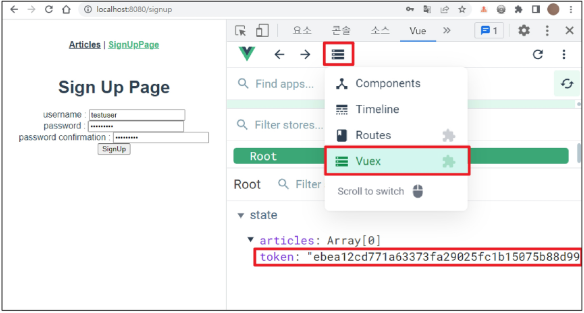 localhost:8080/signup
요소
콘솔
소스
Vue
1
Articles | SignUpPage
Find apps...
Components
Timeline
Sign Up Page
Filter stores...
Routes
username : testuser
password : •••••••••
password confirmation : •••••••••
SignUp
Root
Vuex
Root
Filter
Scroll to switch
state
articles: Array[0]
token: "ebea12cd771a63373fa29025fc1b15075b88d99